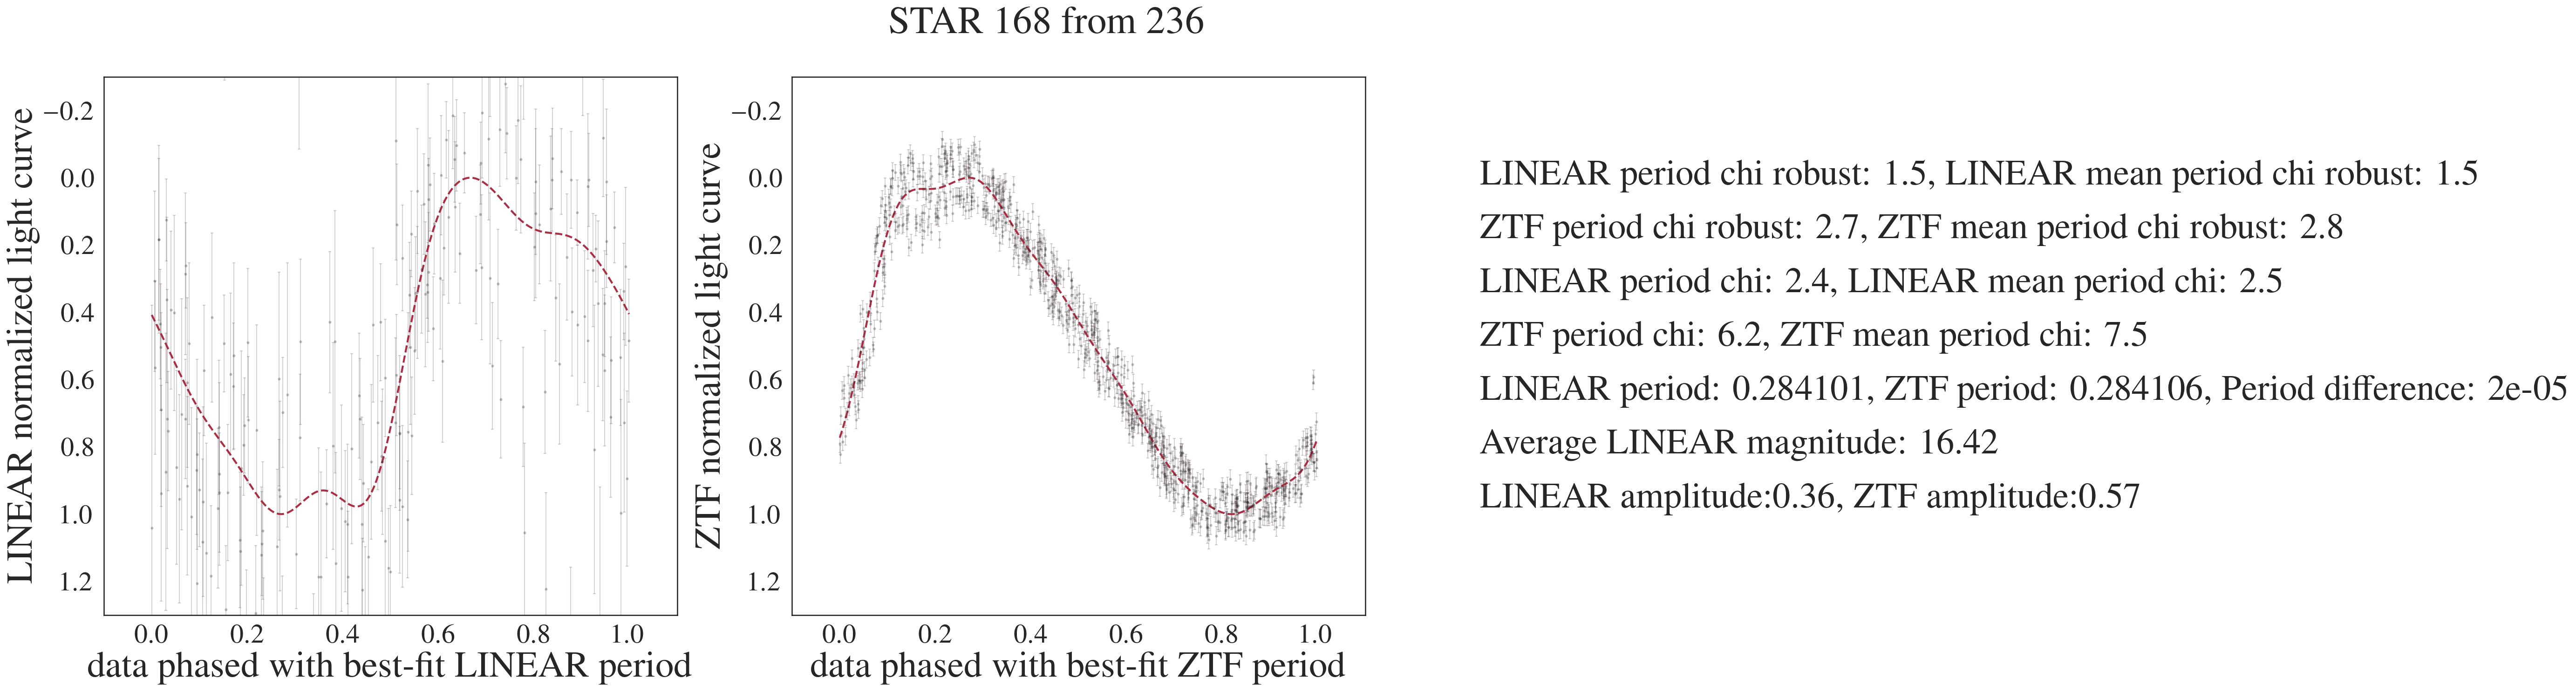 STAR 168 from 236
LINEAR normalized light curve
−0.2
0.0
0.2
0.4
0.6
0.8
1.0
1.2
0.0 0.2 0.4 0.6 0.8 1.0
data phased with best-fit LINEAR period
ZTF normalized light curve
−0.2
0.0
0.2
0.4
0.6
0.8
1.0
1.2
0.0 0.2 0.4 0.6 0.8 1.0
data phased with best-fit ZTF period
LINEAR period chi robust: 1.5, LINEAR mean period chi robust: 1.5
ZTF period chi robust: 2.7, ZTF mean period chi robust: 2.8
LINEAR period chi: 2.4, LINEAR mean period chi: 2.5
ZTF period chi: 6.2, ZTF mean period chi: 7.5
LINEAR period: 0.284101, ZTF period: 0.284106, Period difference: 2e-05
Average LINEAR magnitude: 16.42
LINEAR amplitude:0.36, ZTF amplitude:0.57